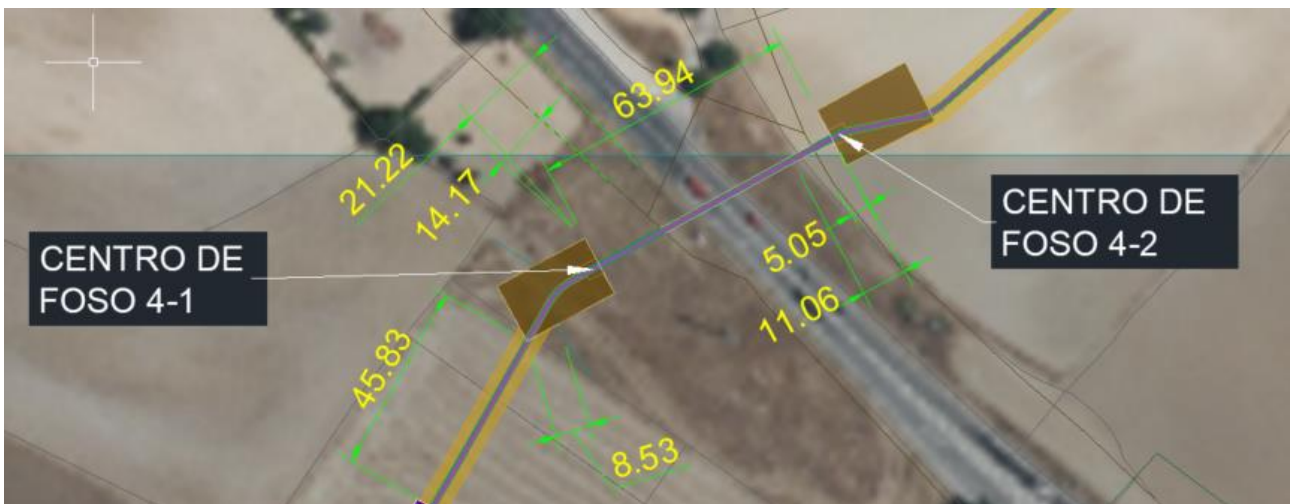 63.94
21.22
14.17
CENTRO DE
FOSO 4-1
CENTRO DE
FOSO 4-2
5.05
11.06
45.83
8.53